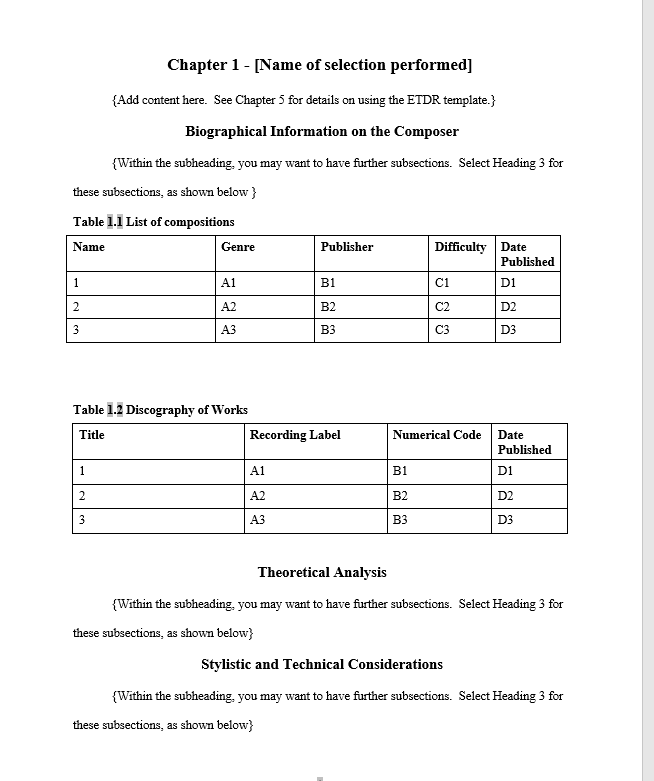 Chapter 1 - [Name of selection performed]
{Add content here.  See Chapter 5 for details on using the ETDR template.}
Biographical Information on the Composer
{Within the subheading, you may want to have further subsections.  Select Heading 3 for
these subsections, as shown below }
Table 1.1 List of compositions
Name Genre Publisher Difficulty Date Published
1 A1 B1 C1 D1
2 A2 B2 C2 D2
3 A3 B3 C3 D3
Table 1.2 Discography of Works
Title Recording Label Numerical Code Date Published
1 A1 B1 D1
2 A2 B2 D2
3 A3 B3 D3
Theoretical Analysis
{Within the subheading, you may want to have further subsections.  Select Heading 3 for
these subsections, as shown below}
Stylistic and Technical Considerations
{Within the subheading, you may want to have further subsections.  Select Heading 3 for
these subsections, as shown below}